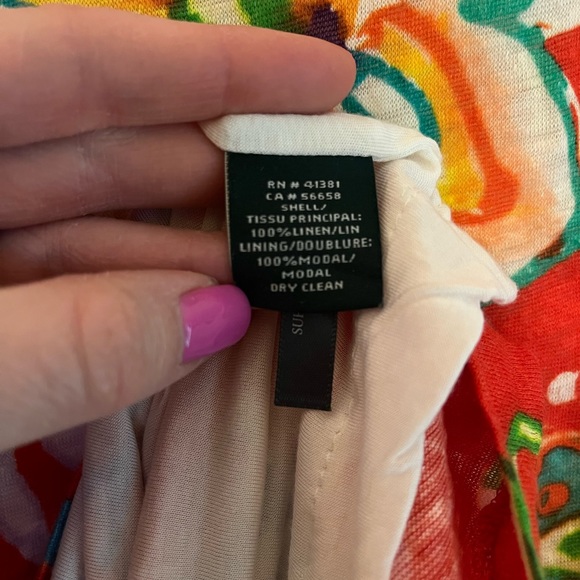 RN # 41381
CA # 56658
SHELL/
TISSU PRINCIPAL:
100%LINEN/LIN
LINING/DOUBLURE:
100%MODAL/
MODAL
DRY CLEAN